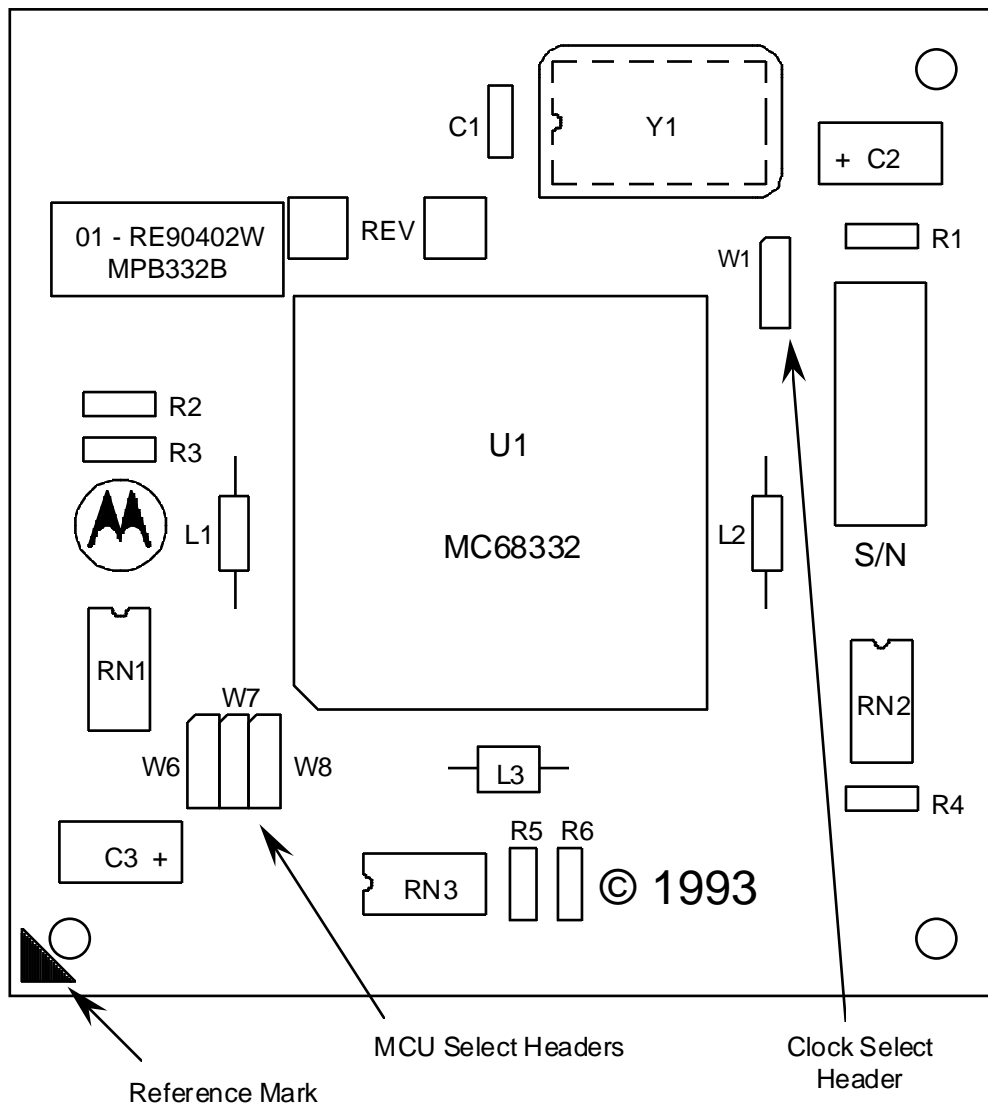 C1
Y1
+ C2
01 - RE90402W
MPB332B
REV
W1
R1
R2
R3
U1
MC68332
L1
L2
S/N
RN1
RN2
W7
W6
W8
L3
R4
C3 +
R5
R6
RN3
© 1993
MCU Select Headers
Clock Select
Header
Reference Mark